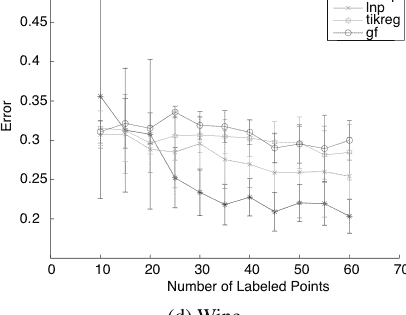 lnp
tikreg
gf
0.45
0.4
0.35
0.3
0.25
0.2
Error
0 10 20 30 40 50 60 70
Number of Labeled Points
(d) Wine